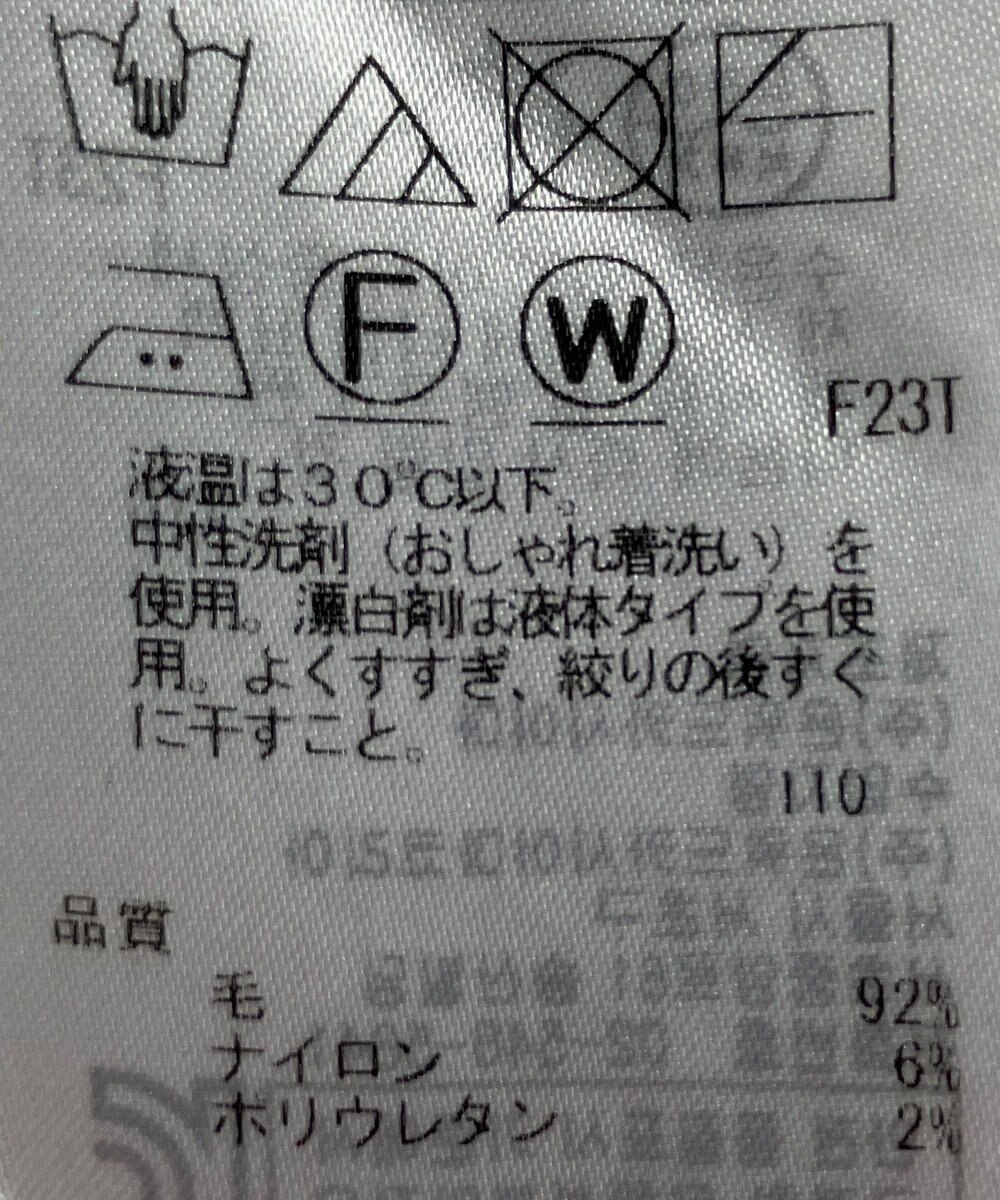 F
W
F23T
液温は30℃以下。
中性洗剤(おしゃれ着洗い)を
使用。漂白剤は液体タイプを使
用。よくすすぎ、絞りの後すぐ
に干すこと。
110
品質
毛 92%
ナイロン 6%
ポリウレタン 2%